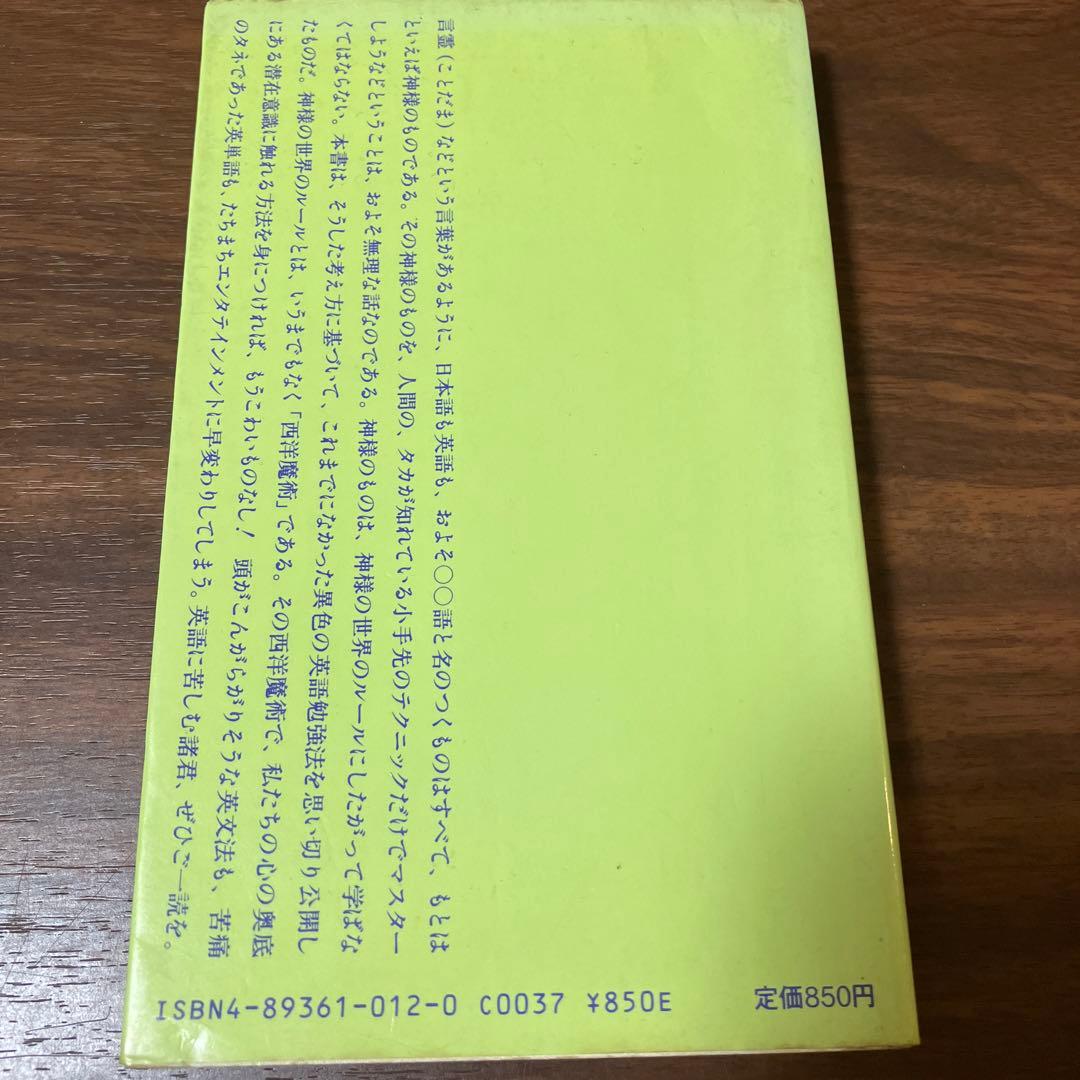 言霊(ことだま)などという言葉があるように、日本語も英語も、およそ〇〇語と名のつくものはすべて、もとは
といえば神様のものである。その神様のものを、人間の、タカが知れている小手先のテクニックだけでマスター
しようなどということは、およそ無理な話なのである。神様のものは、神様の世界のルールにしたがって学ばな
くてはならない。本書は、そうした考え方に基づいて、これまでになかった異色の英語勉強法を思い切り公開し
たものだ。神様の世界のルールとは、いうまでもなく「西洋魔術」である。その西洋魔術で、私たちの心の奥底
にある潜在意識に触れる方法を身につければ、もうこわいものなし! 頭がこんがらがりそうな英文法も、苦痛
のタネであった英単語も、たちまちエンタテインメントに早変わりしてしまう。英語に苦しむ諸君、ぜひご一読を。
ISBN4-89361-012-0 C0037 ¥850E 定価850円